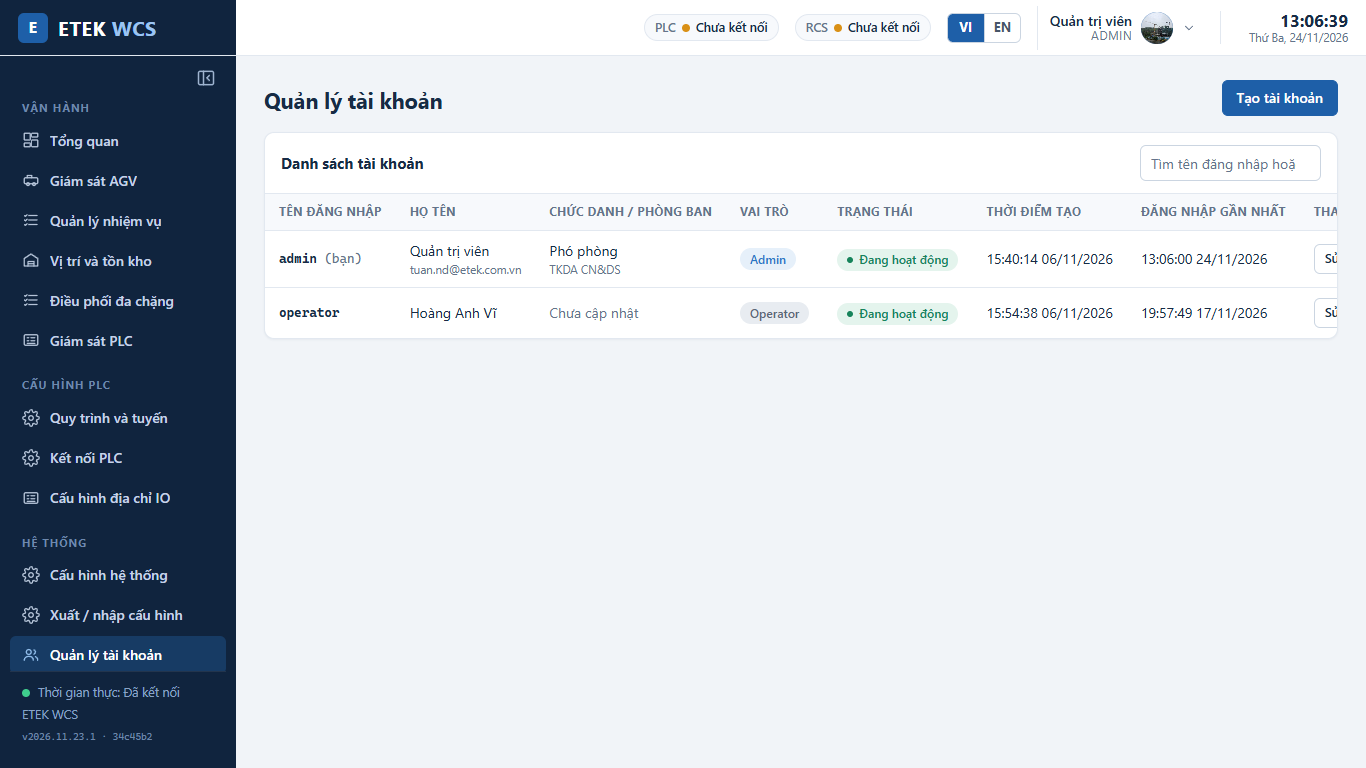 E ETEK WCS
PLC Chưa kết nối RCS Chưa kết nối VI EN Quản trị viên 13:06:39
ADMIN Thứ Ba, 24/11/2026
VẬN HÀNH
Tổng quan
Giám sát AGV
Quản lý nhiệm vụ
Vị trí và tồn kho
Điều phối đa chặng
Giám sát PLC
CẤU HÌNH PLC
Quy trình và tuyến
Kết nối PLC
Cấu hình địa chỉ IO
HỆ THỐNG
Cấu hình hệ thống
Xuất / nhập cấu hình
Quản lý tài khoản
Thời gian thực: Đã kết nối
ETEK WCS
v2026.11.23.1 · 34c45b2
Quản lý tài khoản Tạo tài khoản
Danh sách tài khoản Tìm tên đăng nhập hoặ
TÊN ĐĂNG NHẬP HỌ TÊN CHỨC DANH / PHÒNG BAN VAI TRÒ TRẠNG THÁI THỜI ĐIỂM TẠO ĐĂNG NHẬP GẦN NHẤT THA
admin (bạn) Quản trị viên Phó phòng Admin Đang hoạt động 15:40:14 06/11/2026 13:06:00 24/11/2026 Sử
tuan.nd@etek.com.vn TKDA CN&DS
operator Hoàng Anh Vĩ Chưa cập nhật Operator Đang hoạt động 15:54:38 06/11/2026 19:57:49 17/11/2026 Sử